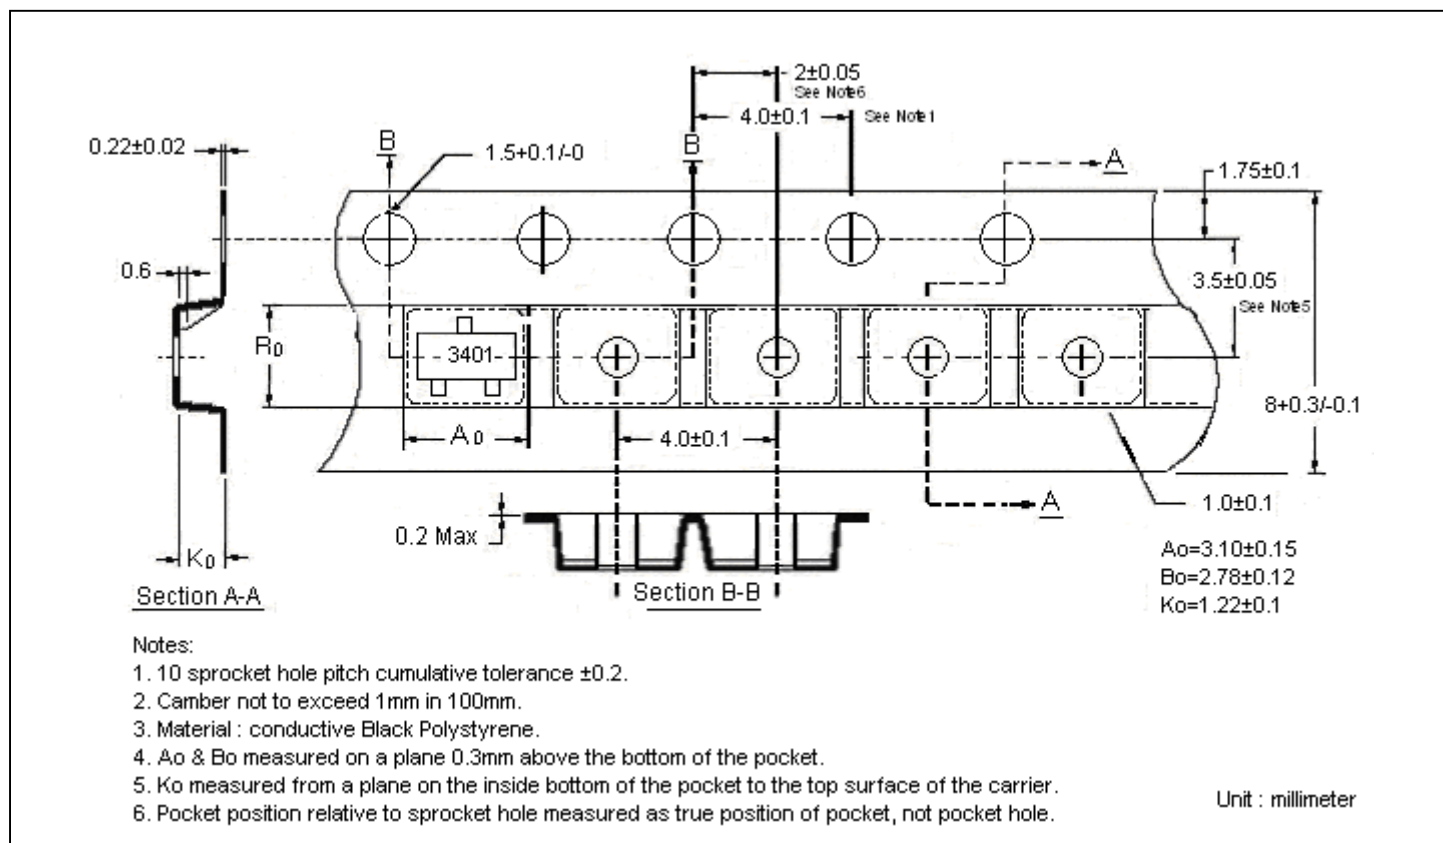 2±0.05
See Note6
4.0±0.1
See Note1
0.22±0.02
B
1.5+0.1/-0
B
A
1.75±0.1
0.6
3.5±0.05
See Note5
R0
3401
8+0.3/-0.1
A0
4.0±0.1
A
1.0±0.1
0.2 Max
K0
Ao=3.10±0.15
Bo=2.78±0.12
Ko=1.22±0.1
Section A-A
Section B-B
Notes:
1. 10 sprocket hole pitch cumulative tolerance ±0.2.
2. Camber not to exceed 1mm in 100mm.
3. Material : conductive Black Polystyrene.
4. Ao & Bo measured on a plane 0.3mm above the bottom of the pocket.
5. Ko measured from a plane on the inside bottom of the pocket to the top surface of the carrier.
6. Pocket position relative to sprocket hole measured as true position of pocket, not pocket hole.
Unit : millimeter